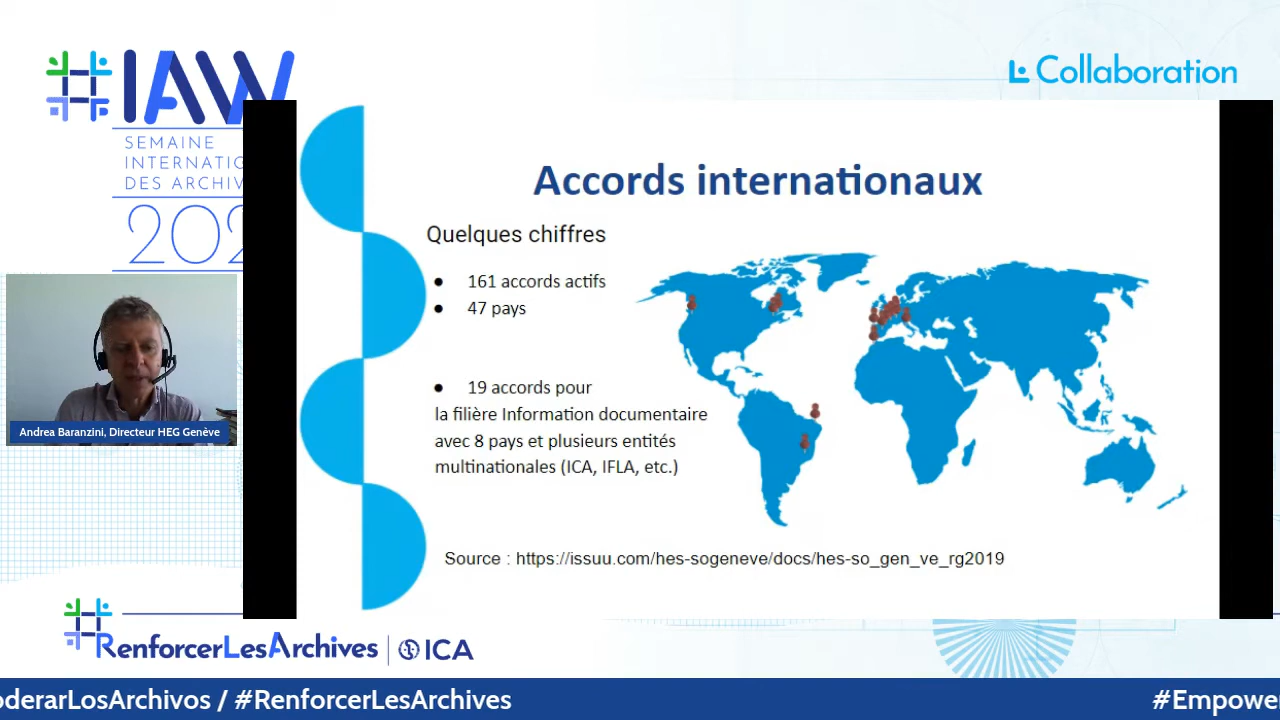 #IAW
SEMAINE
INTERNATIO
DES ARCHIV
202
Collaboration
Accords internationaux
Quelques chiffres
● 161 accords actifs
● 47 pays
● 19 accords pour
la filière Information documentaire
avec 8 pays et plusieurs entités
multinationales (ICA, IFLA, etc.)
Source : https://issuu.com/hes-sogeneve/docs/hes-so_gen_ve_rg2019
Andrea Baranzini, Directeur HEG Genève
#RenforcerLesArchives | ICA
oderarLosArchivos / #RenforcerLesArchives
#Empower